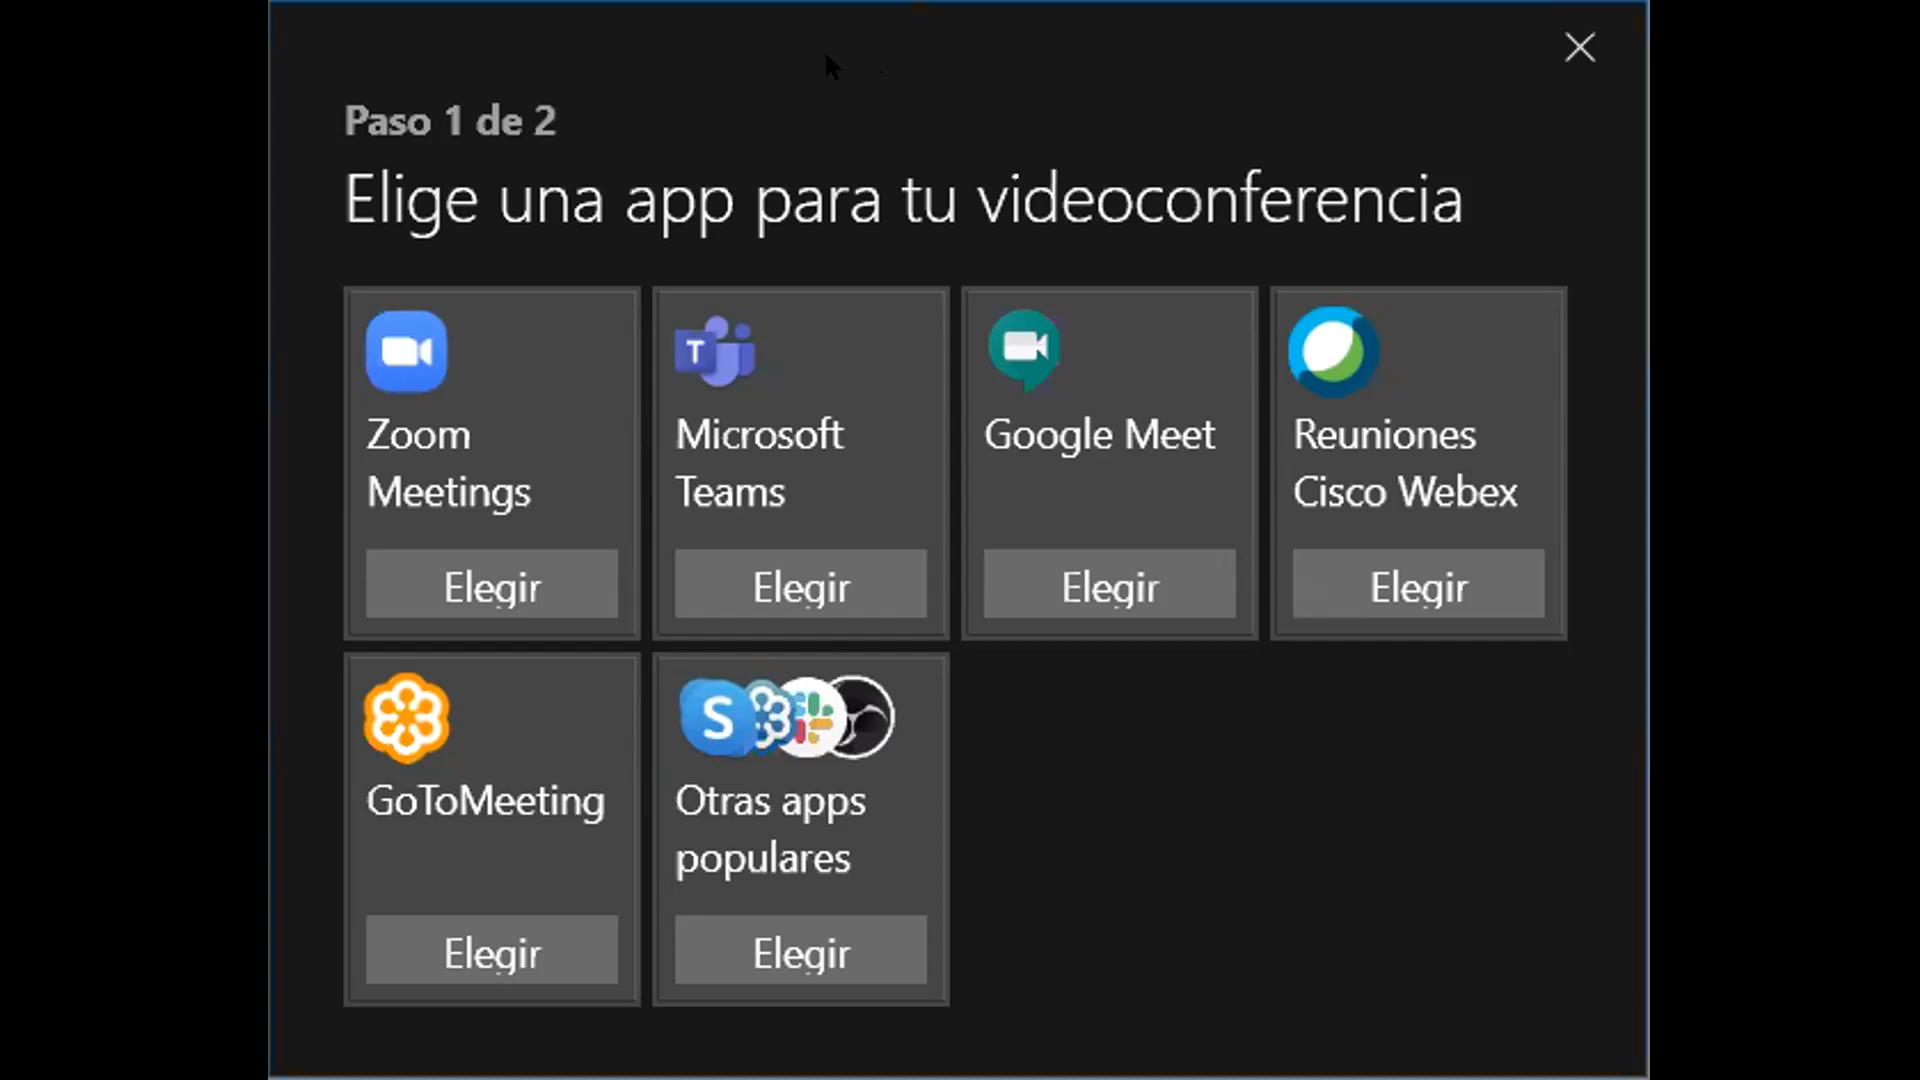 Paso 1 de 2
Elige una app para tu videoconferencia
Zoom
Meetings
Elegir
T
Microsoft
Teams
Elegir
Google Meet
Elegir
Reuniones
Cisco Webex
Elegir
GoToMeeting
Elegir
S
Otras apps
populares
Elegir